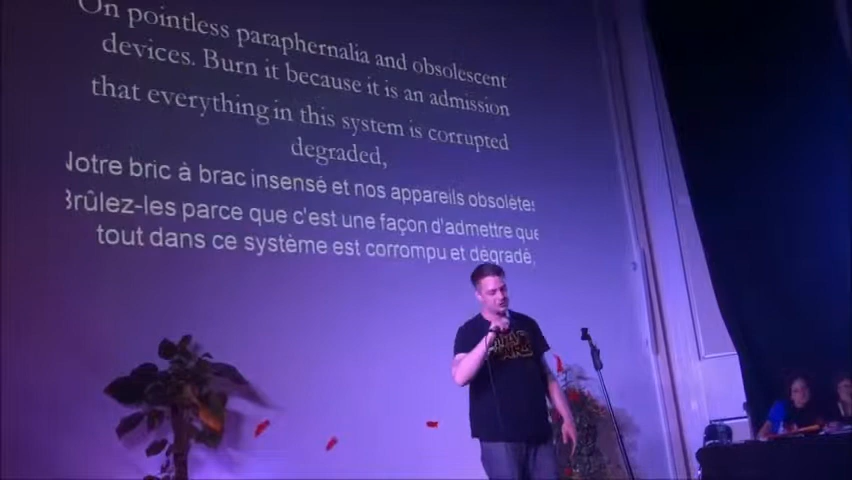 On pointless paraphernalia and obsolescent
devices. Burn it because it is an admission
that everything in this system is corrupted
degraded,
Notre bric à brac insensé et nos appareils obsolètes
Brûlez-les parce que c'est une façon d'admettre que
tout dans ce système est corrompu et dégradé,
STAR
WARS